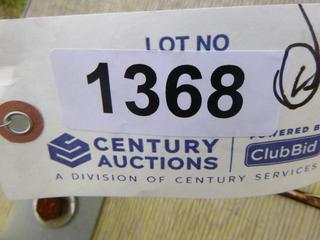 LOT NO
1368
CENTURY
AUCTIONS
POWERED BY
ClubBid
A DIVISION OF CENTURY SERVICES